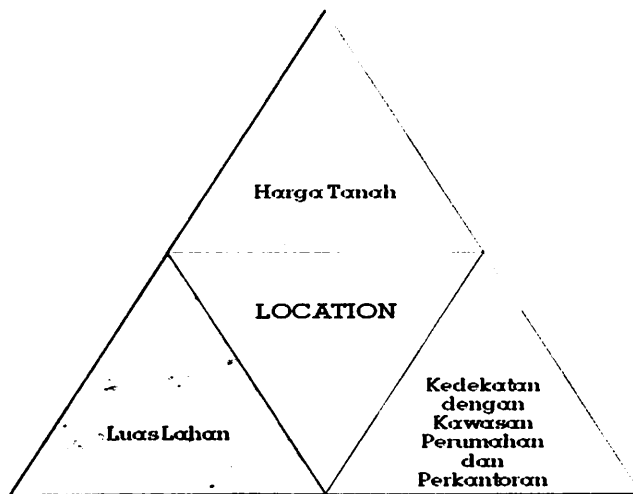 Harga Tanah
LOCATION
Luas Lahan
Kedekatan
dengan
Kawasan
Perumahan
dan
Perkantoran